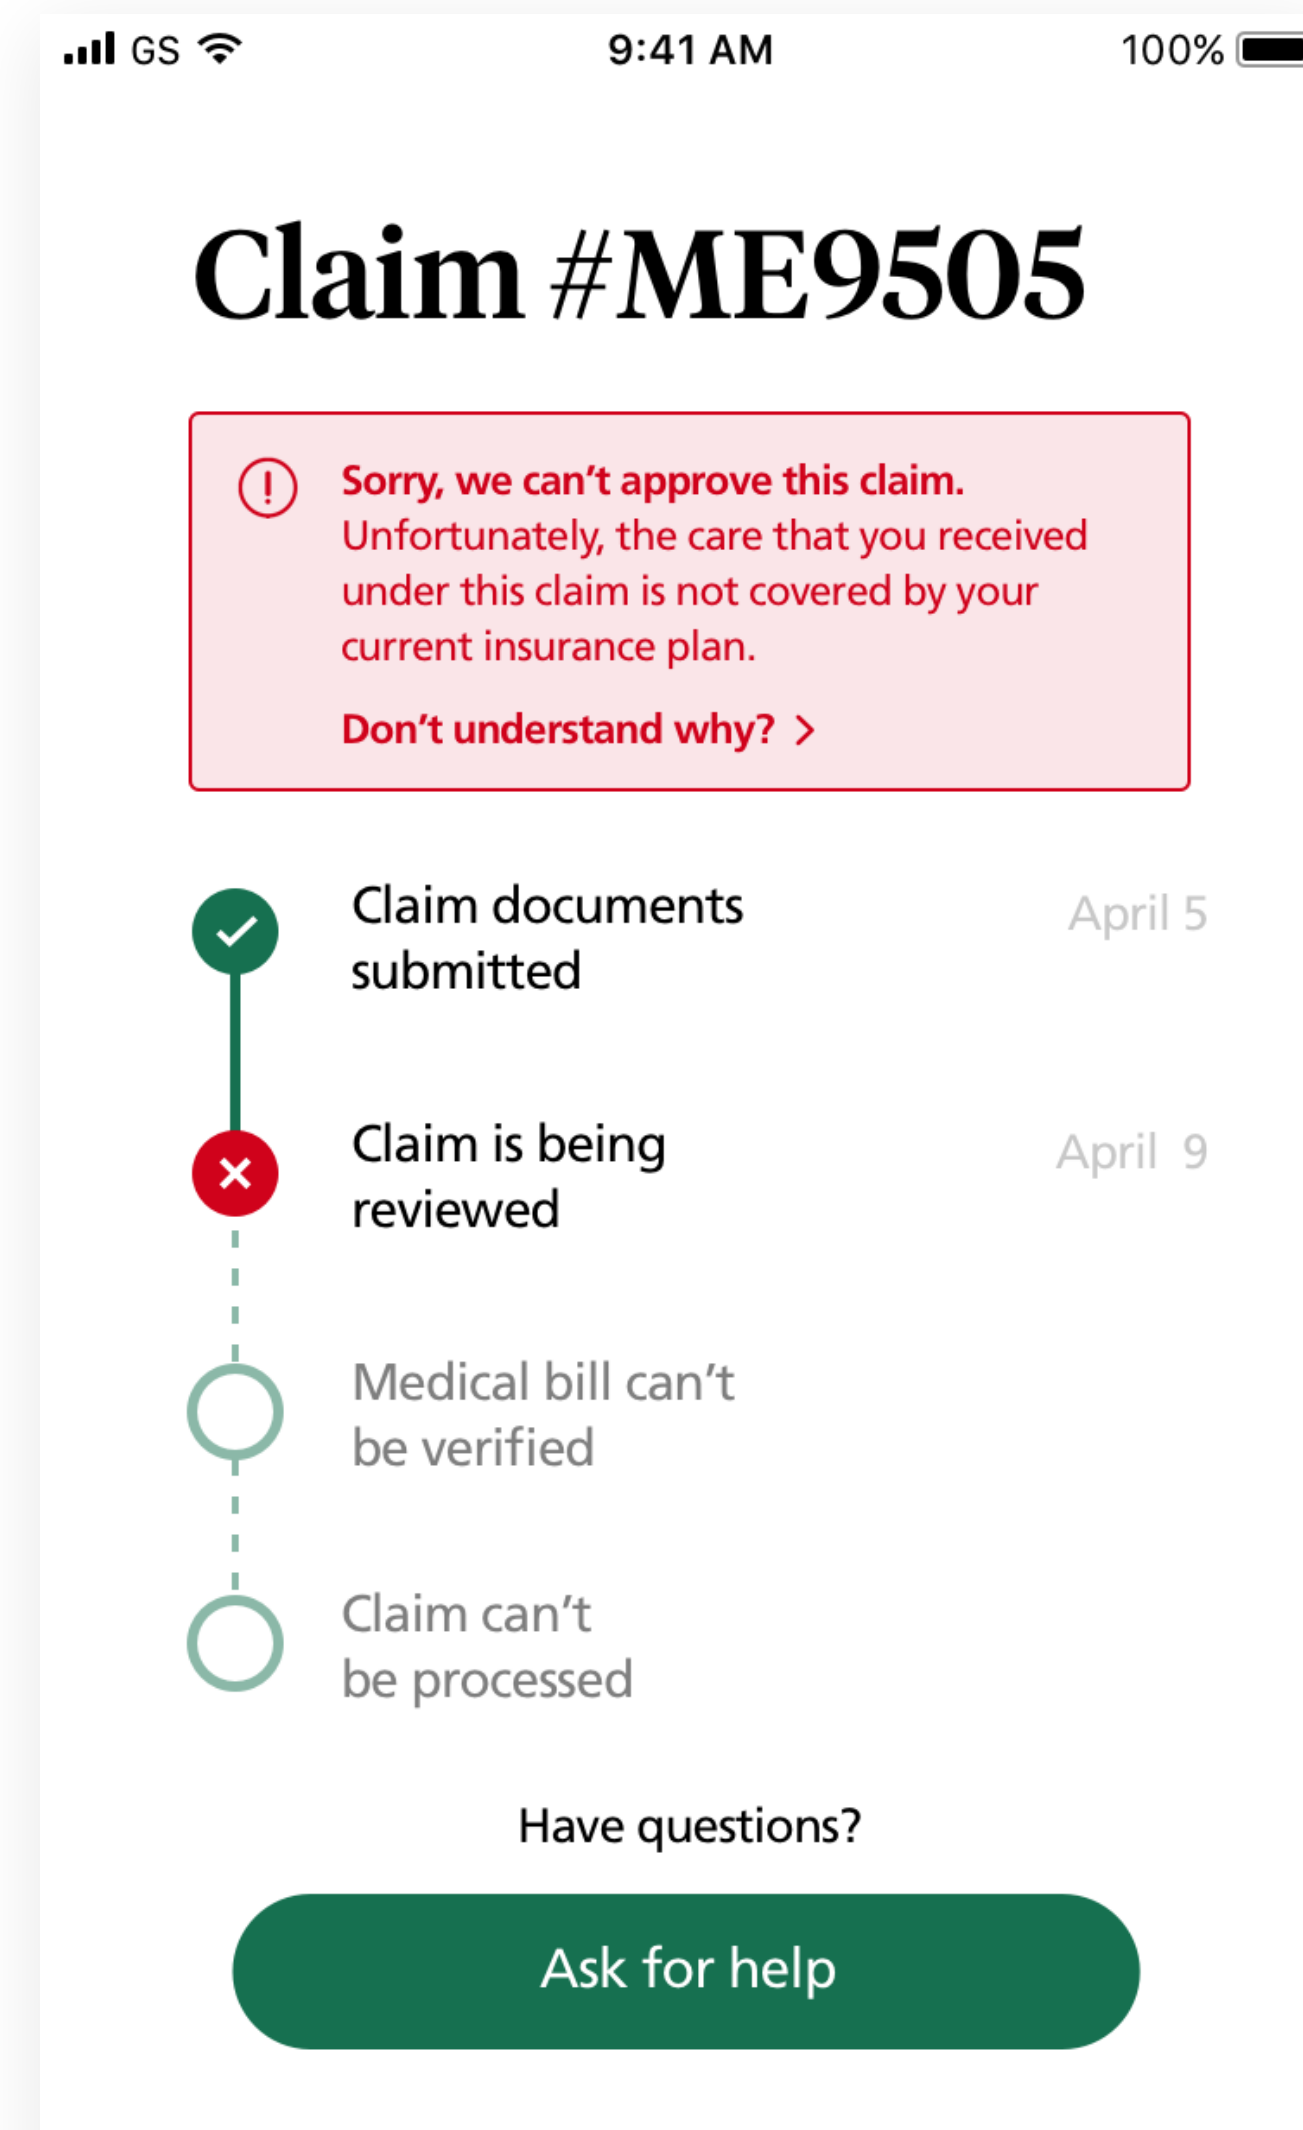 GS 9:41 AM 100%
Claim #ME9505
Sorry, we can’t approve this claim.
Unfortunately, the care that you received
under this claim is not covered by your
current insurance plan.
Don’t understand why?
Claim documents
submitted
April 5
Claim is being
reviewed
April 9
Medical bill can’t
be verified
Claim can’t
be processed
Have questions?
Ask for help